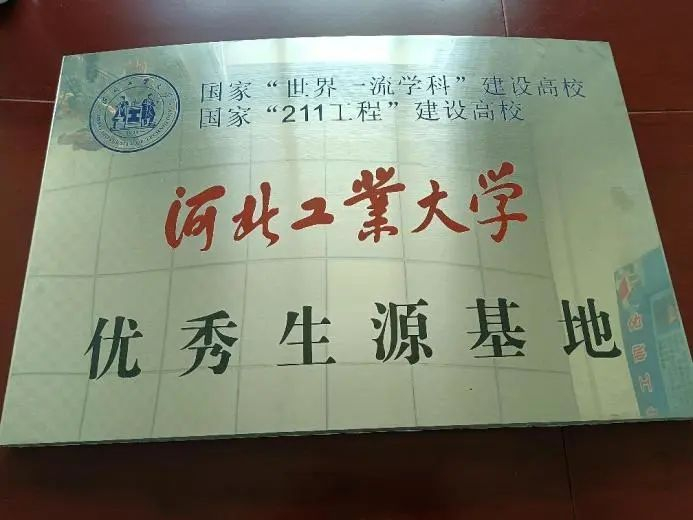 国家“世界一流学科”建设高校
国家“211工程”建设高校
河北工業大学
优秀生源基地